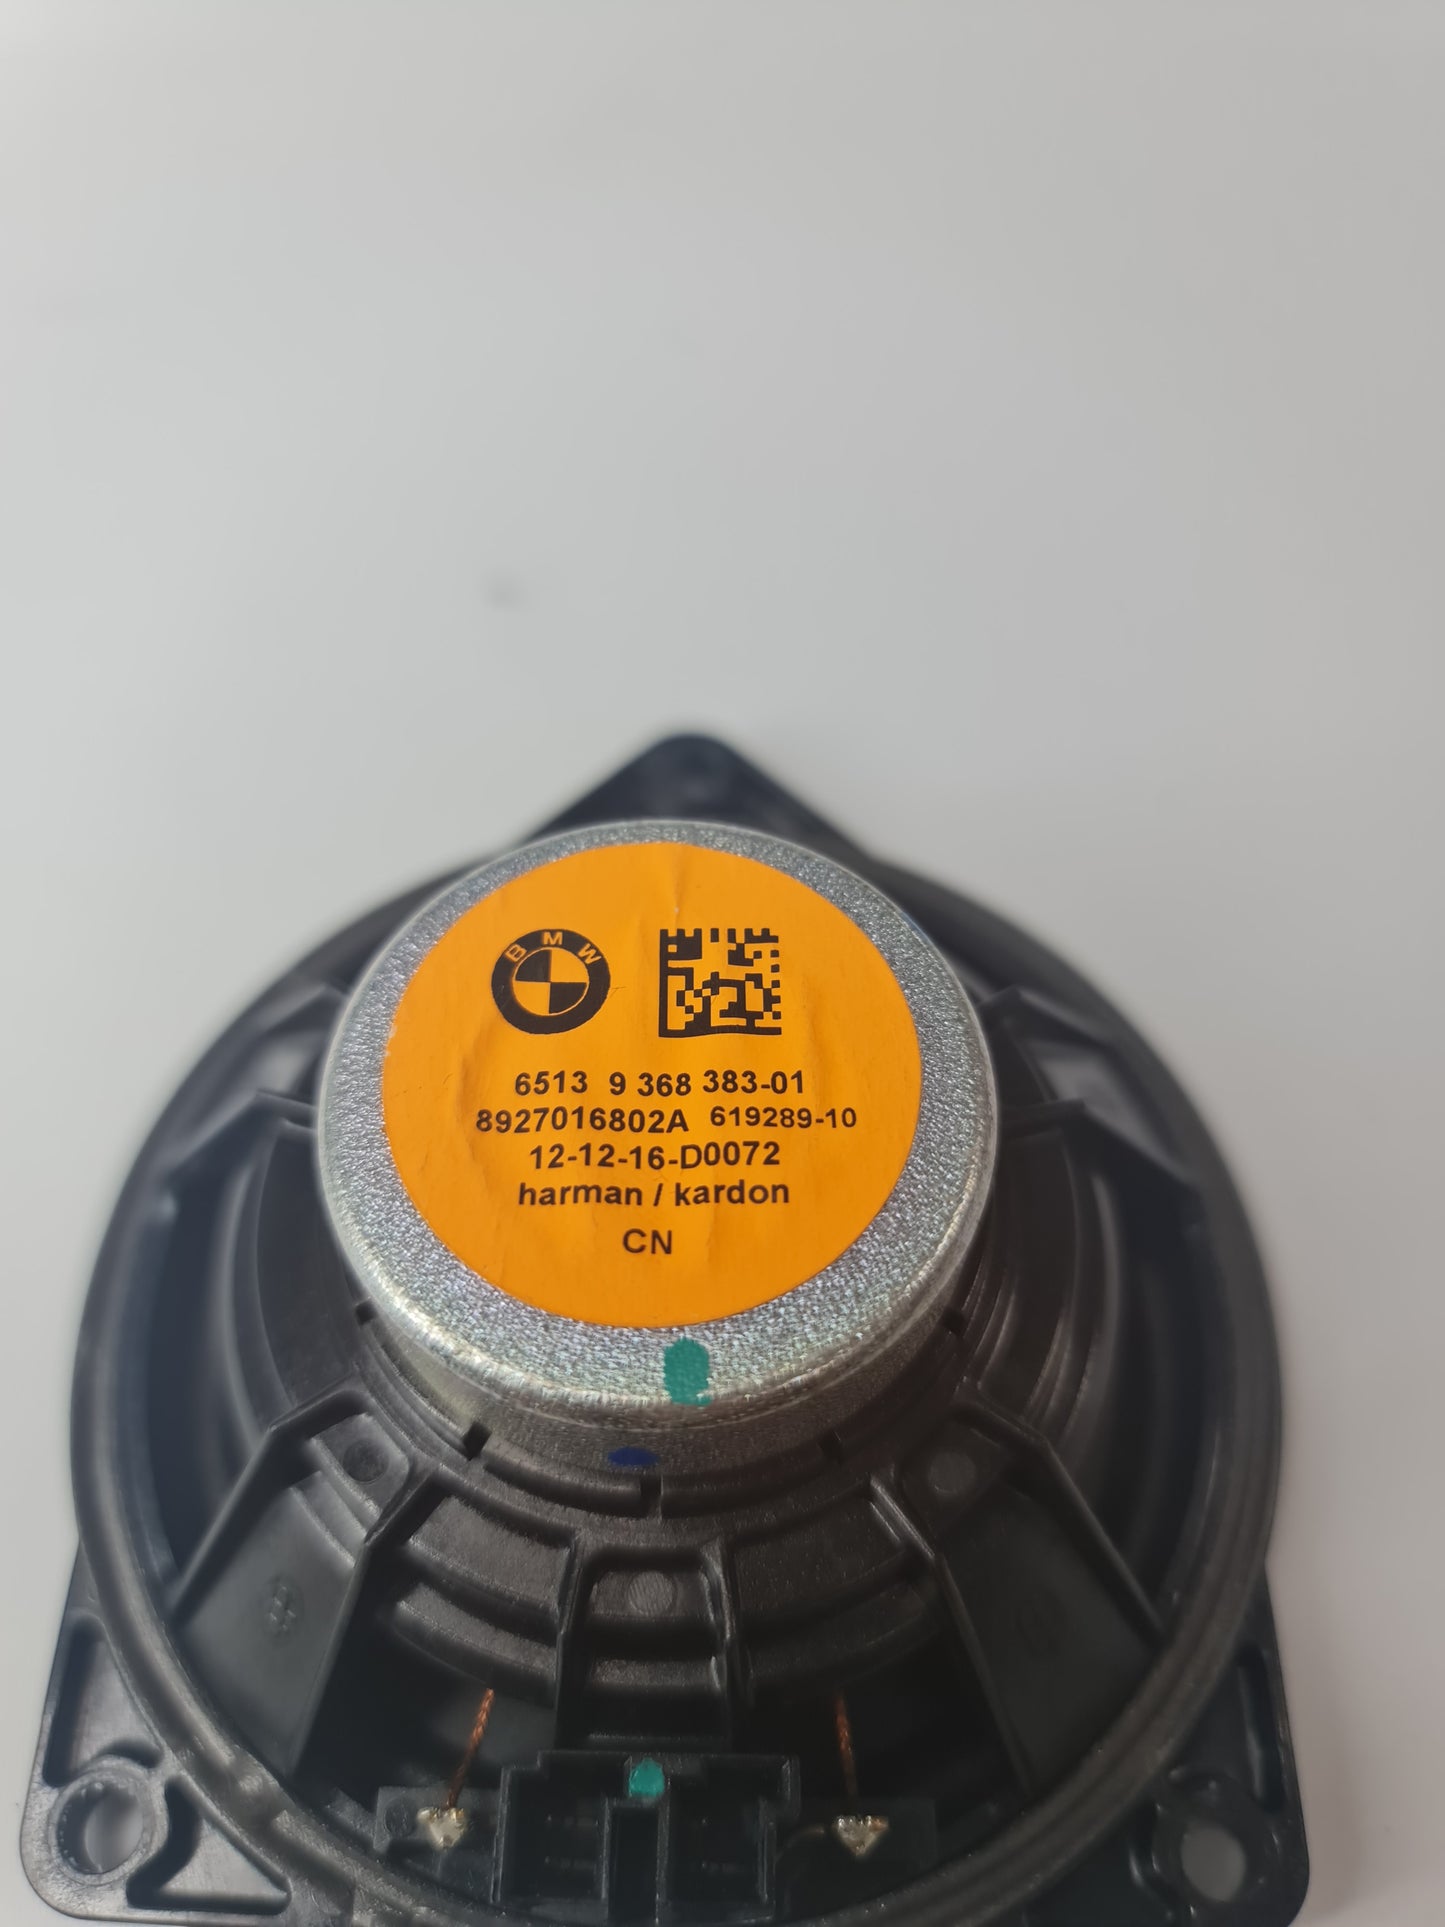 BMW
6513 9 368 383-01
8927016802A 619289-10
12-12-16-D0072
harman / kardon
CN